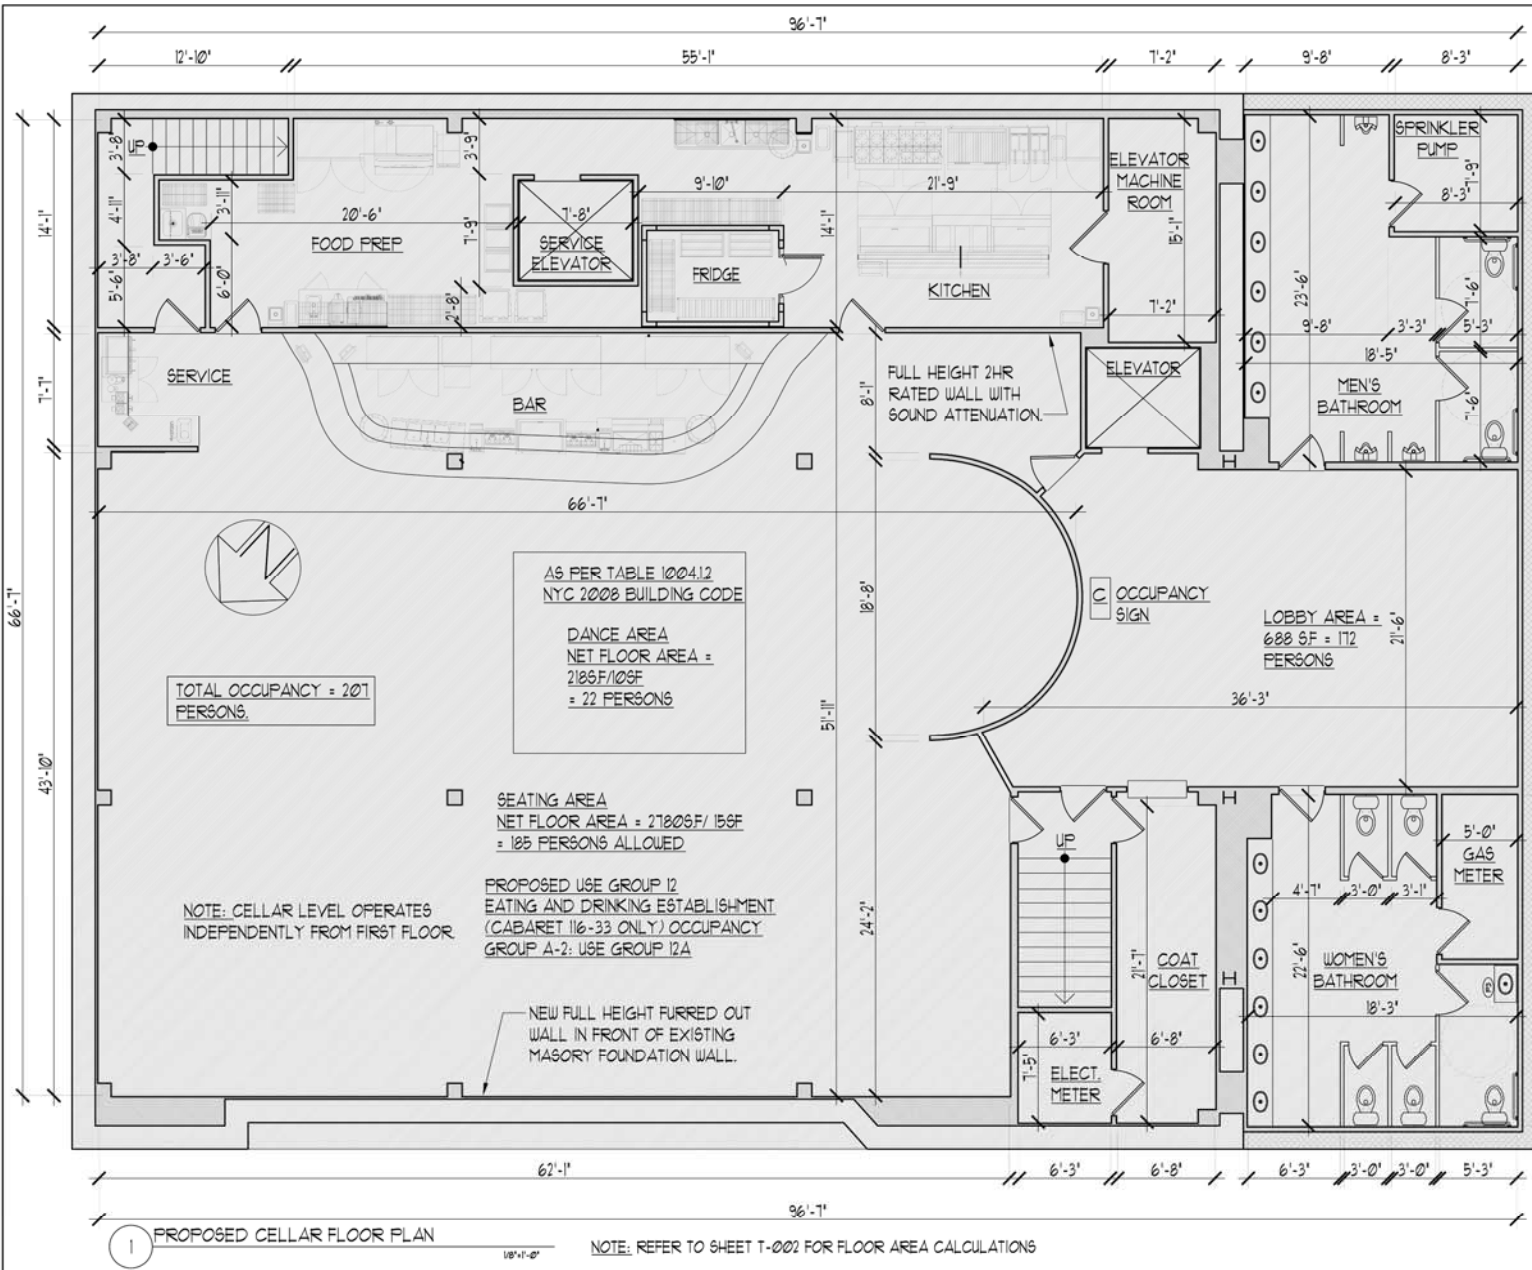 96'-7"
12'-10"
55'-1"
7'-2"
9'-8"
8'-3"
3'-8"
UP
3'-9"
4'-11"
3'-11"
14'-1"
20'-6"
7'-9"
7'-8"
9'-10"
21'-9"
14'-1"
FOOD PREP
SERVICE
ELEVATOR
FRIDGE
KITCHEN
ELEVATOR
MACHINE
ROOM
15'-1"
SPRINKLER
PUMP
7'-9"
8'-3"
3'-8"
3'-6"
5'-6"
6'-0"
2'-8"
7'-2"
23'-6"
9'-8"
3'-3"
7'-6"
5'-3"
18'-5"
7'-7"
SERVICE
BAR
8'-1"
FULL HEIGHT 2HR
RATED WALL WITH
SOUND ATTENUATION.
ELEVATOR
MEN'S
BATHROOM
7'-6"
66'-7"
66'-7"
AS PER TABLE 1004.1.2
NYC 2008 BUILDING CODE
DANCE AREA
NET FLOOR AREA =
218S.F/10SF
= 22 PERSONS
18'-8"
C
OCCUPANCY
SIGN
LOBBY AREA =
688 S.F = 172
PERSONS
21'-6"
36'-3"
TOTAL OCCUPANCY = 207
PERSONS.
51'-11"
43'-10"
SEATING AREA
NET FLOOR AREA = 2780S.F/ 15SF
= 185 PERSONS ALLOWED
PROPOSED USE GROUP 12
EATING AND DRINKING ESTABLISHMENT
(CABARET 116-33 ONLY) OCCUPANCY
GROUP A-2: USE GROUP 12A
NOTE: CELLAR LEVEL OPERATES
INDEPENDENTLY FROM FIRST FLOOR
24'-2"
UP
21'-7"
COAT
CLOSET
5'-0"
GAS
METER
4'-7"
3'-0"
3'-1"
22'-6"
WOMEN'S
BATHROOM
18'-3"
NEW FULL HEIGHT FURRED OUT
WALL IN FRONT OF EXISTING
MASORY FOUNDATION WALL.
6'-3"
6'-8"
7'-5"
ELECT.
METER
62'-1"
6'-3"
6'-8"
6'-3"
3'-0"
3'-0"
5'-3"
96'-7"
1
PROPOSED CELLAR FLOOR PLAN
1/8"=1'-0"
NOTE: REFER TO SHEET T-002 FOR FLOOR AREA CALCULATIONS